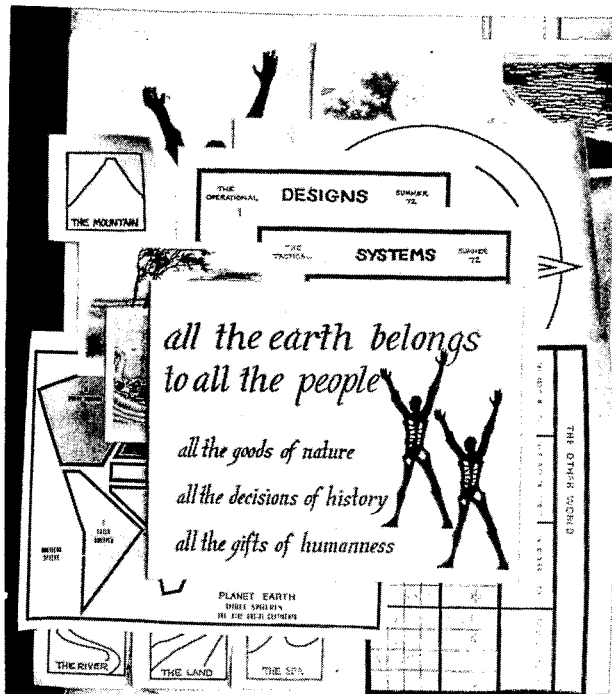 THE MOUNTAIN
THE OPERATIONAL
DESIGNS
SUMMER '72
THE
SYSTEMS
SUMMER '72
all the earth belongs
to all the people
all the goods of nature
all the decisions of history
all the gifts of humanness
THE OTHER WORLD
PLANET EARTH
THREE SPHERES
THE RIVER
THE LAND
THE SEA